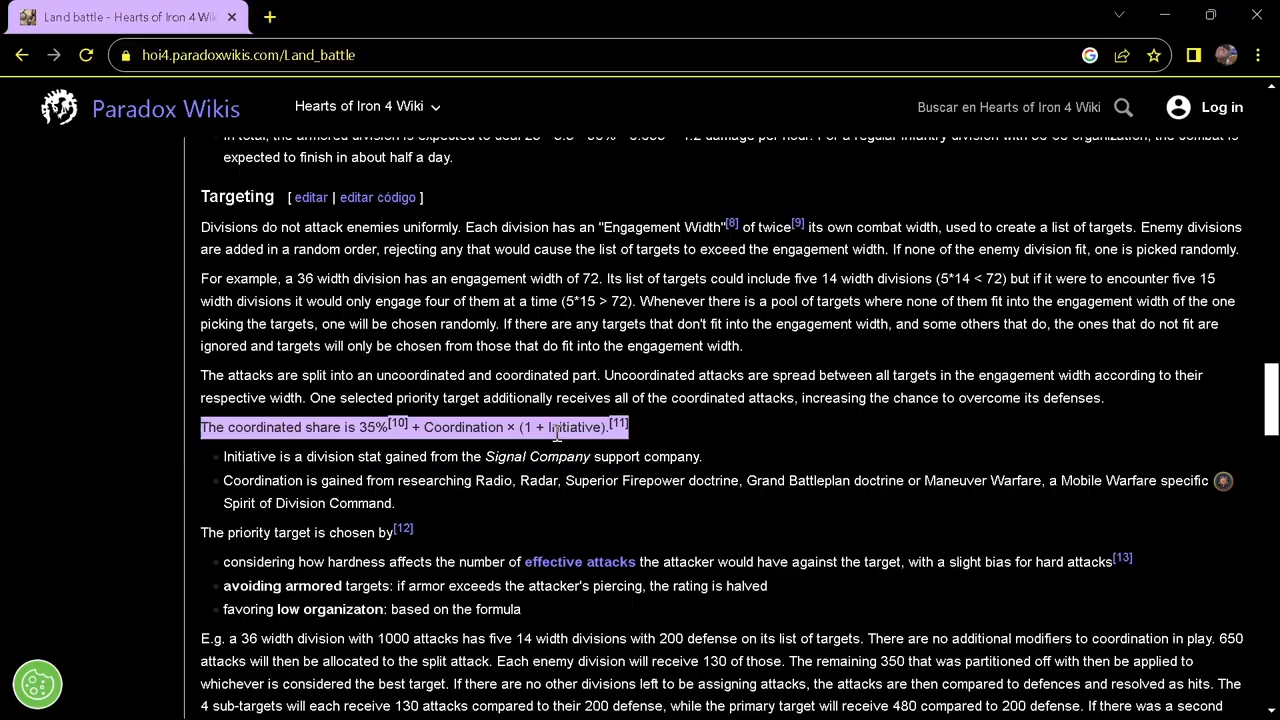 Land battle - Hearts of Iron 4 Wik
hoi4.paradoxwikis.com/Land_battle
Paradox Wikis
Hearts of Iron 4 Wiki
Buscar en Hearts of Iron 4 Wiki
Log in
expected to finish in about half a day.
Targeting [ editar | editar código ]
Divisions do not attack enemies uniformly. Each division has an "Engagement Width"[8] of twice[9] its own combat width, used to create a list of targets. Enemy divisions
are added in a random order, rejecting any that would cause the list of targets to exceed the engagement width. If none of the enemy division fit, one is picked randomly.
For example, a 36 width division has an engagement width of 72. Its list of targets could include five 14 width divisions (5*14 < 72) but if it were to encounter five 15
width divisions it would only engage four of them at a time (5*15 > 72). Whenever there is a pool of targets where none of them fit into the engagement width of the one
picking the targets, one will be chosen randomly. If there are any targets that don't fit into the engagement width, and some others that do, the ones that do not fit are
ignored and targets will only be chosen from those that do fit into the engagement width.
The attacks are split into an uncoordinated and coordinated part. Uncoordinated attacks are spread between all targets in the engagement width according to their
respective width. One selected priority target additionally receives all of the coordinated attacks, increasing the chance to overcome its defenses.
The coordinated share is 35%[10] + Coordination × (1 + Initiative).[11]
Initiative is a division stat gained from the Signal Company support company.
Coordination is gained from researching Radio, Radar, Superior Firepower doctrine, Grand Battleplan doctrine or Maneuver Warfare, a Mobile Warfare specific
Spirit of Division Command.
The priority target is chosen by[12]
considering how hardness affects the number of effective attacks the attacker would have against the target, with a slight bias for hard attacks[13]
avoiding armored targets: if armor exceeds the attacker's piercing, the rating is halved
favoring low organizaton: based on the formula
E.g. a 36 width division with 1000 attacks has five 14 width divisions with 200 defense on its list of targets. There are no additional modifiers to coordination in play. 650
attacks will then be allocated to the split attack. Each enemy division will receive 130 of those. The remaining 350 that was partitioned off with then be applied to
whichever is considered the best target. If there are no other divisions left to be assigning attacks, the attacks are then compared to defences and resolved as hits. The
4 sub-targets will each receive 130 attacks compared to their 200 defense, while the primary target will receive 480 compared to 200 defense. If there was a second